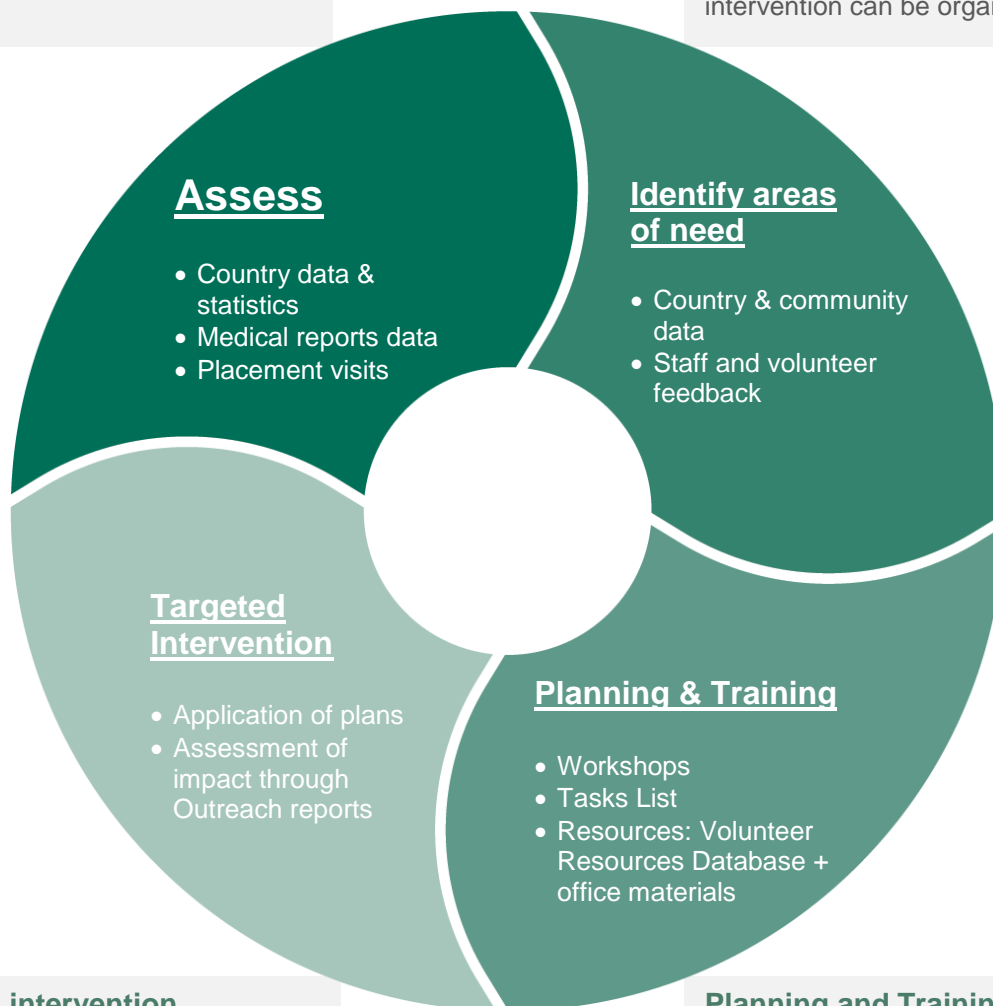 intervention can be organ
Assess
• Country data &
statistics
• Medical reports data
• Placement visits
Identify areas
of need
• Country & community
data
• Staff and volunteer
feedback
Targeted
Intervention
• Application of plans
• Assessment of
impact through
Outreach reports
Planning & Training
• Workshops
• Tasks List
• Resources: Volunteer
Resources Database +
office materials
intervention
Planning and Training